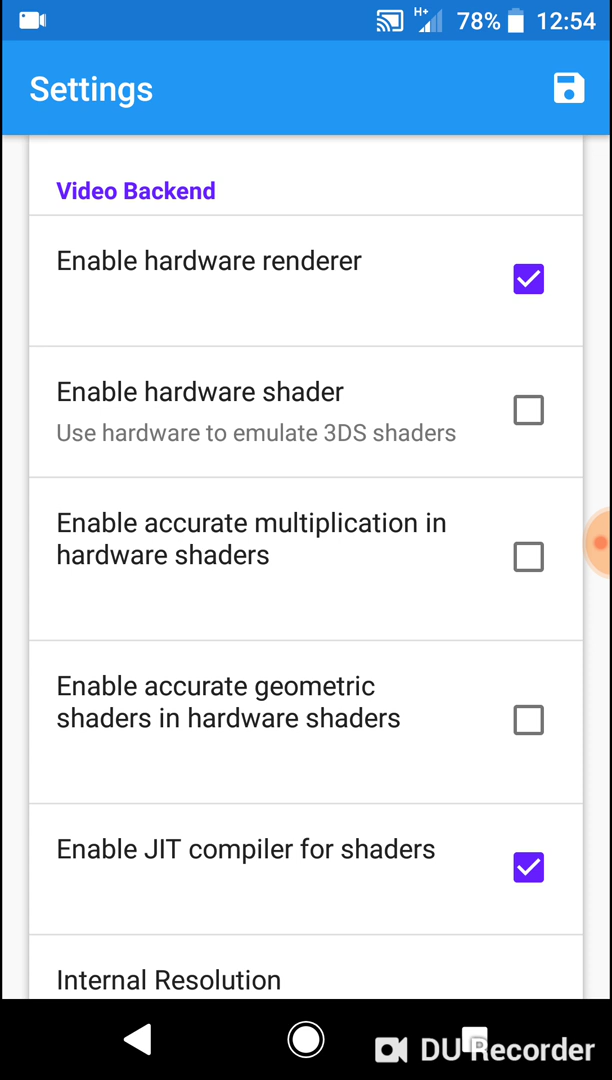 H+
78%
12:54
Settings
Video Backend
Enable hardware renderer
Enable hardware shader
Use hardware to emulate 3DS shaders
Enable accurate multiplication in
hardware shaders
Enable accurate geometric
shaders in hardware shaders
Enable JIT compiler for shaders
Internal Resolution
DU Recorder